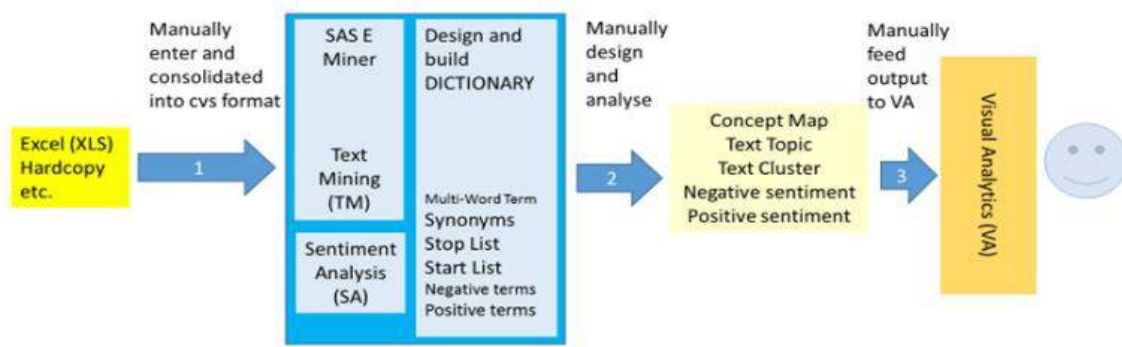 Manually
enter and
consolidated
into cvs format
Excel (XLS)
Hardcopy
etc.
1
SAS E
Miner
Text
Mining
(TM)
Sentiment
Analysis
(SA)
Design and
build
DICTIONARY
Multi-Word Term
Synonyms
Stop List
Start List
Negative terms
Positive terms
Manually
design
and
analyse
2
Concept Map
Text Topic
Text Cluster
Negative sentiment
Positive sentiment
Manually
feed
output
to VA
3
Visual Analytics (VA)